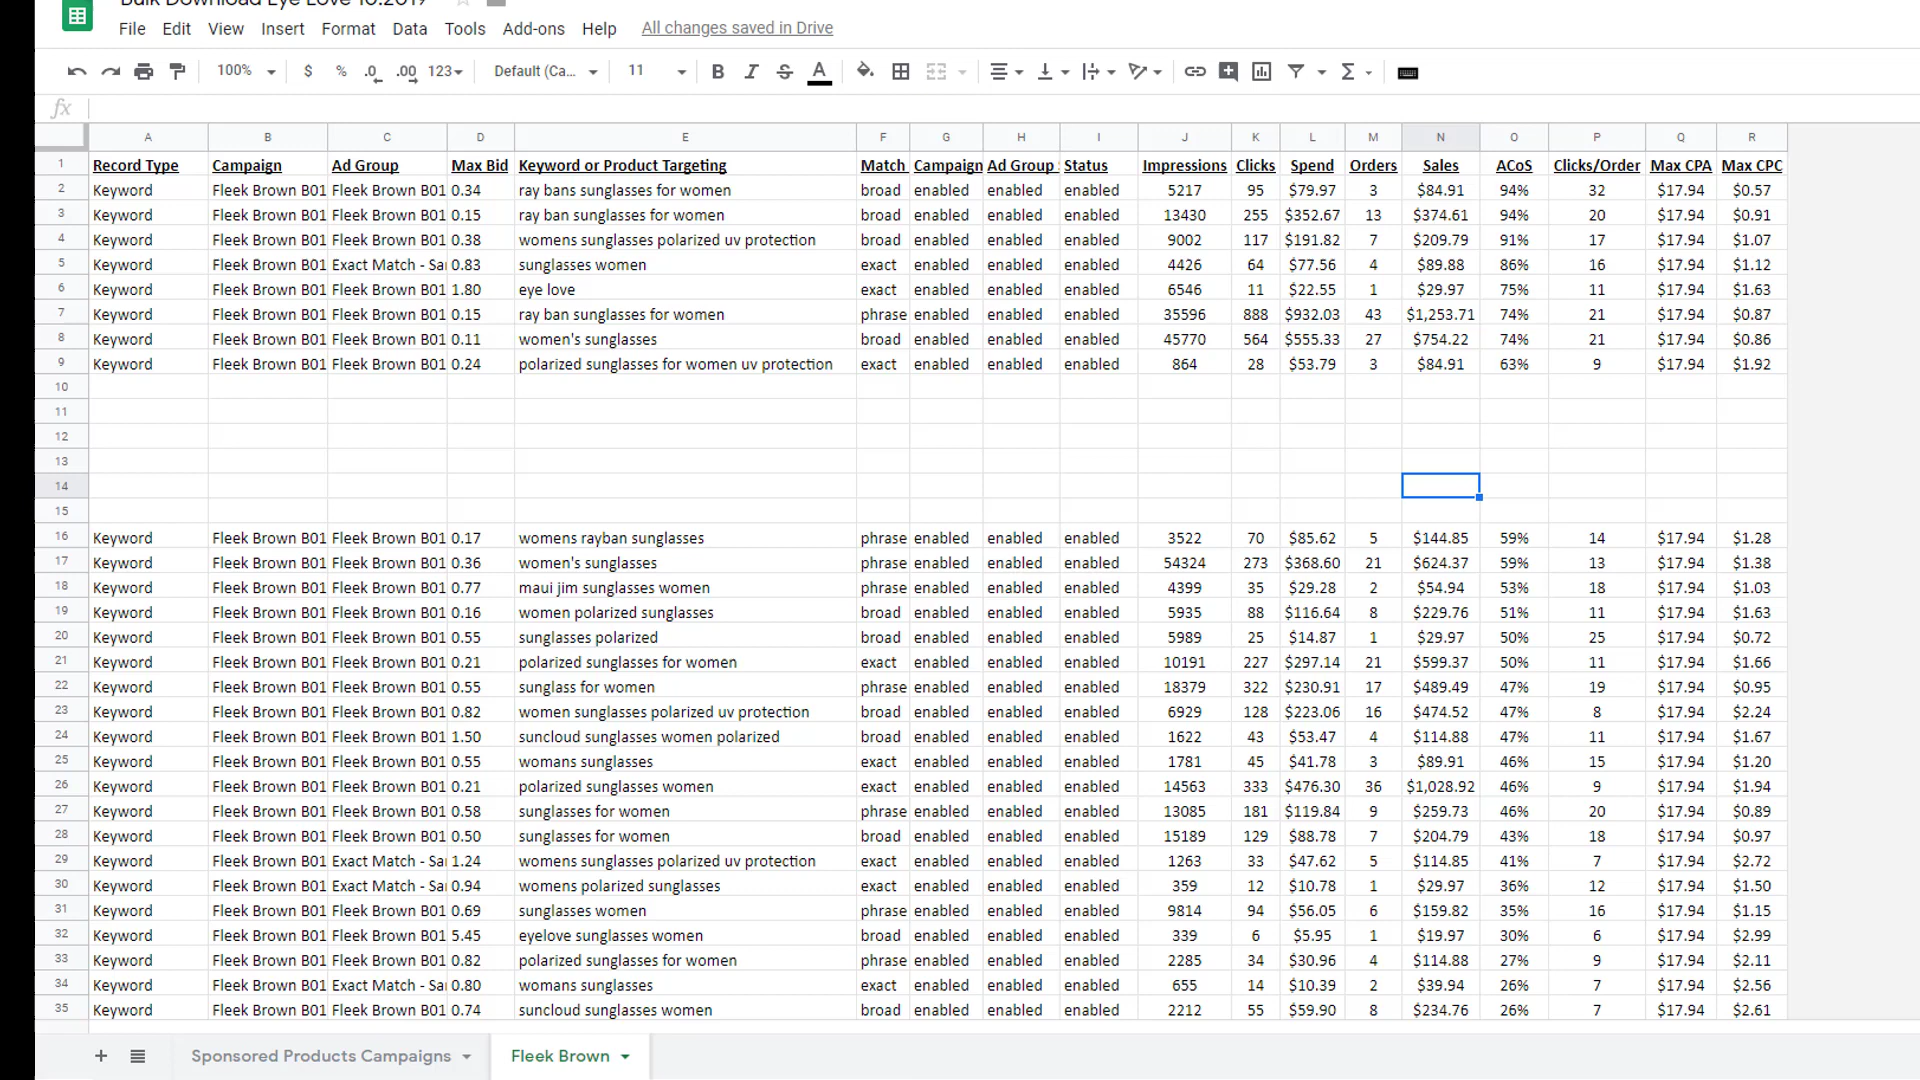 Bulk Download Eye Love 10.2019
File Edit View Insert Format Data Tools Add-ons Help All changes saved in Drive
100% $ % .0 .00 123 Default (Ca... 11 B I S A
fx
A B C D E F G H I J K L M N O P Q R
1 Record Type Campaign Ad Group Max Bid Keyword or Product Targeting Match Campaign Ad Group Status Impressions Clicks Spend Orders Sales ACoS Clicks/Order Max CPA Max CPC
2 Keyword Fleek Brown B01 Fleek Brown B01 0.34 ray bans sunglasses for women broad enabled enabled enabled 5217 95 $79.97 3 $84.91 94% 32 $17.94 $0.57
3 Keyword Fleek Brown B01 Fleek Brown B01 0.15 ray ban sunglasses for women broad enabled enabled enabled 13430 255 $352.67 13 $374.61 94% 20 $17.94 $0.91
4 Keyword Fleek Brown B01 Fleek Brown B01 0.38 womens sunglasses polarized uv protection broad enabled enabled enabled 9002 117 $191.82 7 $209.79 91% 17 $17.94 $1.07
5 Keyword Fleek Brown B01 Exact Match - Sa 0.83 sunglasses women exact enabled enabled enabled 4426 64 $77.56 4 $89.88 86% 16 $17.94 $1.12
6 Keyword Fleek Brown B01 Fleek Brown B01 1.80 eye love exact enabled enabled enabled 6546 11 $22.55 1 $29.97 75% 11 $17.94 $1.63
7 Keyword Fleek Brown B01 Fleek Brown B01 0.15 ray ban sunglasses for women phrase enabled enabled enabled 35596 888 $932.03 43 $1,253.71 74% 21 $17.94 $0.87
8 Keyword Fleek Brown B01 Fleek Brown B01 0.11 women's sunglasses broad enabled enabled enabled 45770 564 $555.33 27 $754.22 74% 21 $17.94 $0.86
9 Keyword Fleek Brown B01 Fleek Brown B01 0.24 polarized sunglasses for women uv protection exact enabled enabled enabled 864 28 $53.79 3 $84.91 63% 9 $17.94 $1.92
10
11
12
13
14
15
16 Keyword Fleek Brown B01 Fleek Brown B01 0.17 womens rayban sunglasses phrase enabled enabled enabled 3522 70 $85.62 5 $144.85 59% 14 $17.94 $1.28
17 Keyword Fleek Brown B01 Fleek Brown B01 0.36 women's sunglasses phrase enabled enabled enabled 54324 273 $368.60 21 $624.37 59% 13 $17.94 $1.38
18 Keyword Fleek Brown B01 Fleek Brown B01 0.77 maui jim sunglasses women phrase enabled enabled enabled 4399 35 $29.28 2 $54.94 53% 18 $17.94 $1.03
19 Keyword Fleek Brown B01 Fleek Brown B01 0.16 women polarized sunglasses broad enabled enabled enabled 5935 88 $116.64 8 $229.76 51% 11 $17.94 $1.63
20 Keyword Fleek Brown B01 Fleek Brown B01 0.55 sunglasses polarized broad enabled enabled enabled 5989 25 $14.87 1 $29.97 50% 25 $17.94 $0.72
21 Keyword Fleek Brown B01 Fleek Brown B01 0.21 polarized sunglasses for women exact enabled enabled enabled 10191 227 $297.14 21 $599.37 50% 11 $17.94 $1.66
22 Keyword Fleek Brown B01 Fleek Brown B01 0.55 sunglass for women phrase enabled enabled enabled 18379 322 $230.91 17 $489.49 47% 19 $17.94 $0.95
23 Keyword Fleek Brown B01 Fleek Brown B01 0.82 women sunglasses polarized uv protection broad enabled enabled enabled 6929 128 $223.06 16 $474.52 47% 8 $17.94 $2.24
24 Keyword Fleek Brown B01 Fleek Brown B01 1.50 suncloud sunglasses women polarized broad enabled enabled enabled 1622 43 $53.47 4 $114.88 47% 11 $17.94 $1.67
25 Keyword Fleek Brown B01 Fleek Brown B01 0.55 womans sunglasses exact enabled enabled enabled 1781 45 $41.78 3 $89.91 46% 15 $17.94 $1.20
26 Keyword Fleek Brown B01 Fleek Brown B01 0.21 polarized sunglasses women exact enabled enabled enabled 14563 333 $476.30 36 $1,028.92 46% 9 $17.94 $1.94
27 Keyword Fleek Brown B01 Fleek Brown B01 0.58 sunglasses for women phrase enabled enabled enabled 13085 181 $119.84 9 $259.73 46% 20 $17.94 $0.89
28 Keyword Fleek Brown B01 Fleek Brown B01 0.50 sunglasses for women broad enabled enabled enabled 15189 129 $88.78 7 $204.79 43% 18 $17.94 $0.97
29 Keyword Fleek Brown B01 Exact Match - Sa 1.24 womens sunglasses polarized uv protection exact enabled enabled enabled 1263 33 $47.62 5 $114.85 41% 7 $17.94 $2.72
30 Keyword Fleek Brown B01 Exact Match - Sa 0.94 womens polarized sunglasses exact enabled enabled enabled 359 12 $10.78 1 $29.97 36% 12 $17.94 $1.50
31 Keyword Fleek Brown B01 Fleek Brown B01 0.69 sunglasses women phrase enabled enabled enabled 9814 94 $56.05 6 $159.82 35% 16 $17.94 $1.15
32 Keyword Fleek Brown B01 Fleek Brown B01 5.45 eyelove sunglasses women broad enabled enabled enabled 339 6 $5.95 1 $19.97 30% 6 $17.94 $2.99
33 Keyword Fleek Brown B01 Fleek Brown B01 0.82 polarized sunglasses for women phrase enabled enabled enabled 2285 34 $30.96 4 $114.88 27% 9 $17.94 $2.11
34 Keyword Fleek Brown B01 Exact Match - Sa 0.80 womans sunglasses exact enabled enabled enabled 655 14 $10.39 2 $39.94 26% 7 $17.94 $2.56
35 Keyword Fleek Brown B01 Fleek Brown B01 0.74 suncloud sunglasses women broad enabled enabled enabled 2212 55 $59.90 8 $234.76 26% 7 $17.94 $2.61
Sponsored Products Campaigns Fleek Brown